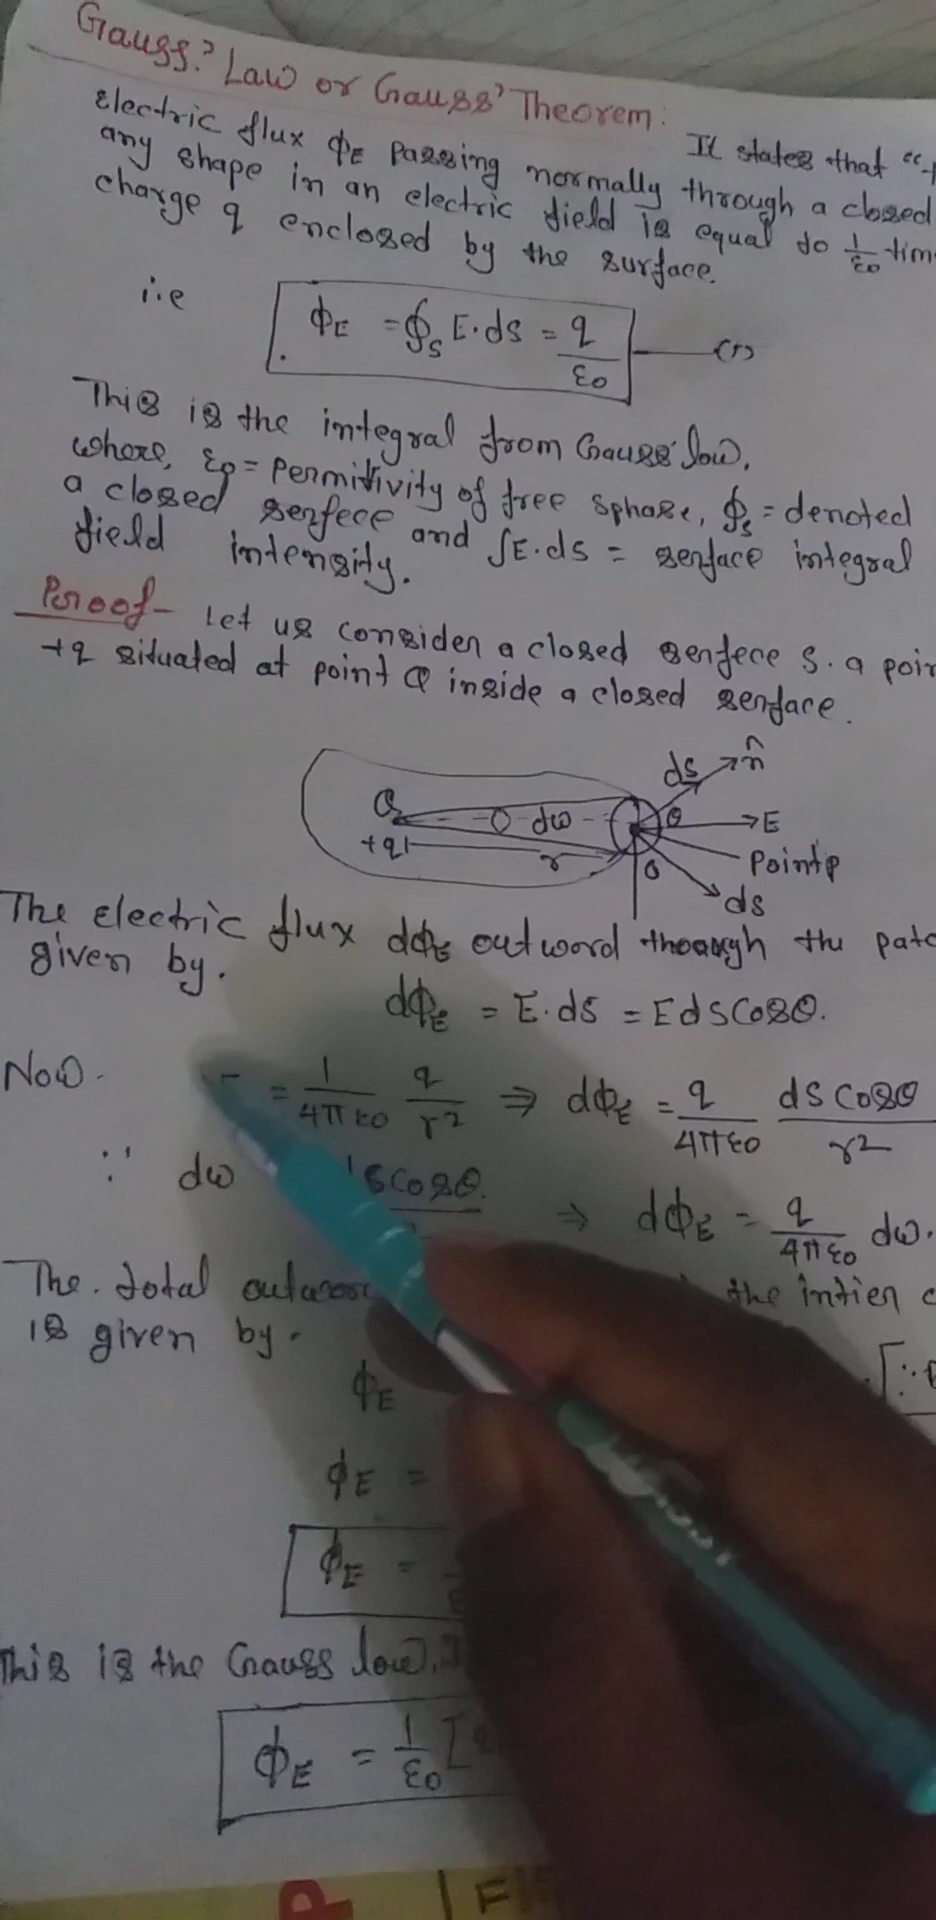 Gauss' Law or Gauss' Theorem:
It states that "
Electric flux ΦE passing normally through a closed
any shape in an electric field is equal to 1/ε0 tim
charge q enclosed by the surface.
i.e ΦE = ∮S E.ds = q/ε0 —(1)
This is the integral from Gauss' low.
where, ε0 = permittivity of free sphase, ∮s = denoted
a closed serfece and ∫E.ds = serface integral
field intensity.
Proof- Let us consider a closed serfece S. a poin
+q situated at point Q inside a closed serface.
ds n̂
Q dω θ E
+q r Point P
θ ds
The Electric flux dΦE outword through the patc
given by.
dΦE = E.ds = EdsCosθ.
Now. = 1/4πε0 q/r2 ⇒ dΦE = q/4πε0 ds cosθ/r2
∵ dω scosθ. ⇒ dΦE = q/4πε0 dω.
The total the intier c
is given by.
ΦE
ΦE =
ΦE =
This is the Gauss low.
ΦE = 1/ε0 [